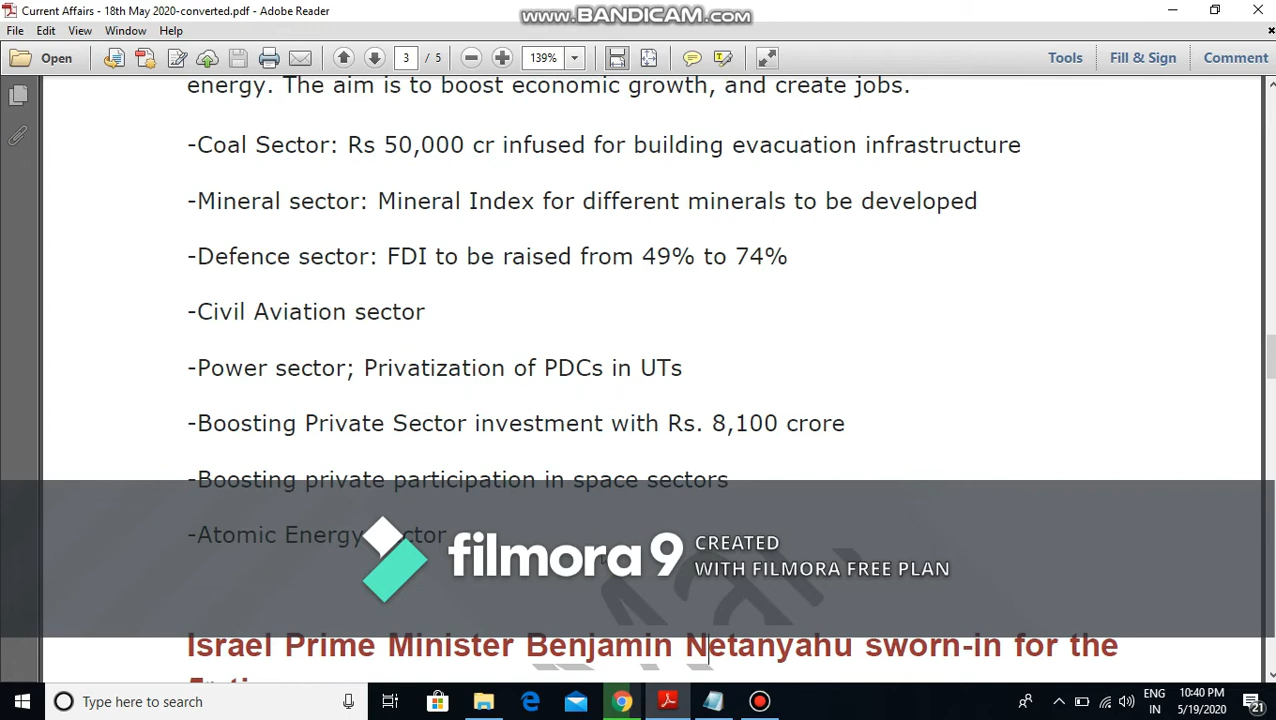 Current Affairs - 18th May 2020-converted.pdf - Adobe Reader
www.BANDICAM.com
File Edit View Window Help
Open 3 / 5 139% Tools Fill & Sign Comment
energy. The aim is to boost economic growth, and create jobs.
-Coal Sector: Rs 50,000 cr infused for building evacuation infrastructure
-Mineral sector: Mineral Index for different minerals to be developed
-Defence sector: FDI to be raised from 49% to 74%
-Civil Aviation sector
-Power sector; Privatization of PDCs in UTs
-Boosting Private Sector investment with Rs. 8,100 crore
-Boosting private participation in space sectors
-Atomic Energy
filmora 9 CREATED
WITH FILMORA FREE PLAN
Israel Prime Minister Benjamin Netanyahu sworn-in for the
Type here to search
ENG 10:40 PM
IN 5/19/2020 21